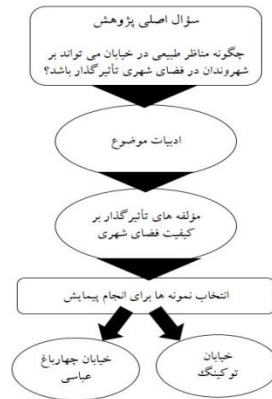 سؤال اصلی پژوهش
چگونه مناظر طبیعی در خیابان می تواند بر
شهروندان در فضای شهری تأثیرگذار باشد؟
ادبیات موضوع
مؤلفه های تأثیرگذار بر
کیفیت فضای شهری
انتخاب نمونه ها برای انجام پیمایش
خیابان
توکینگ
خیابان چهارباغ
عباسی